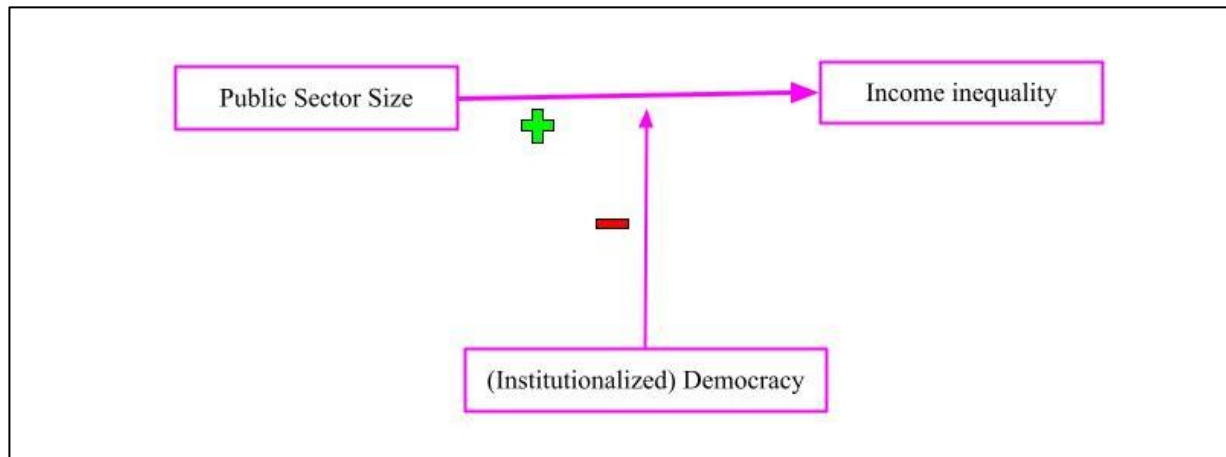 Public Sector Size
Income inequality
(Institutionalized) Democracy